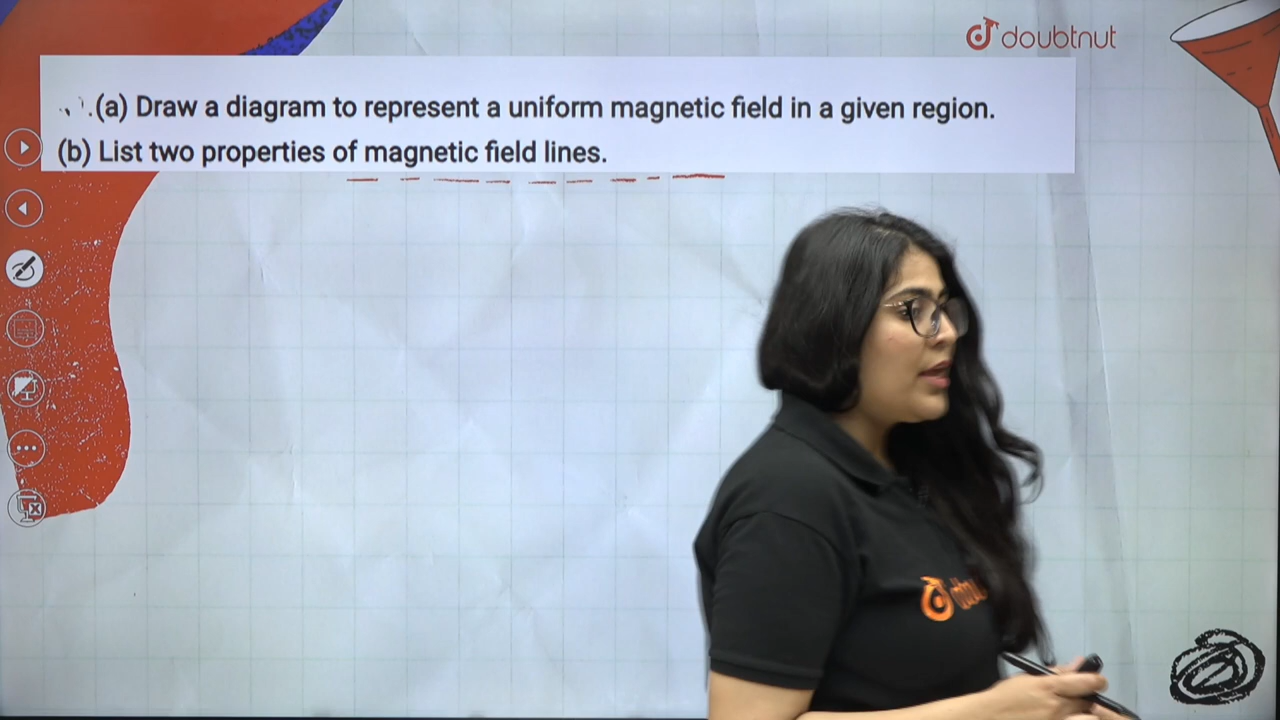 doubtnut
(a) Draw a diagram to represent a uniform magnetic field in a given region.
(b) List two properties of magnetic field lines.